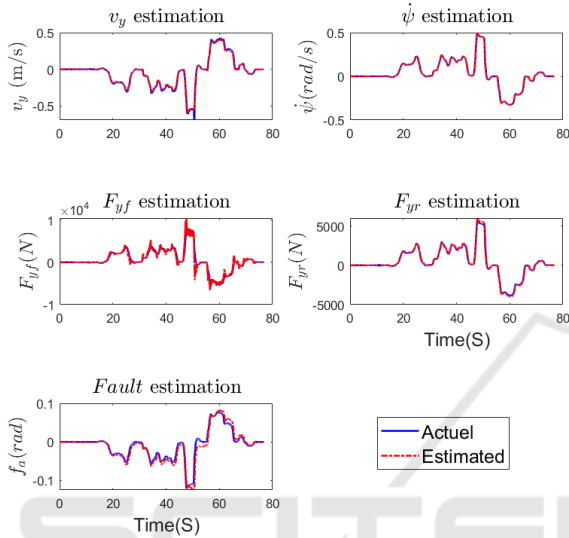 v_y estimation
ψ̇ estimation
v_y (m/s)
0
-0.5
0 20 40 60 80
ψ̇(rad/s)
0.5
0
-0.5
0 20 40 60 80
F_yf estimation
F_yr estimation
×10^4
F_yf(N)
1
0
-1
0 20 40 60 80
F_yr(N)
5000
0
-5000
0 20 40 60 80
Time(S)
Fault estimation
f_a(rad)
0.1
0
-0.1
0 20 40 60 80
Time(S)
Actuel
Estimated